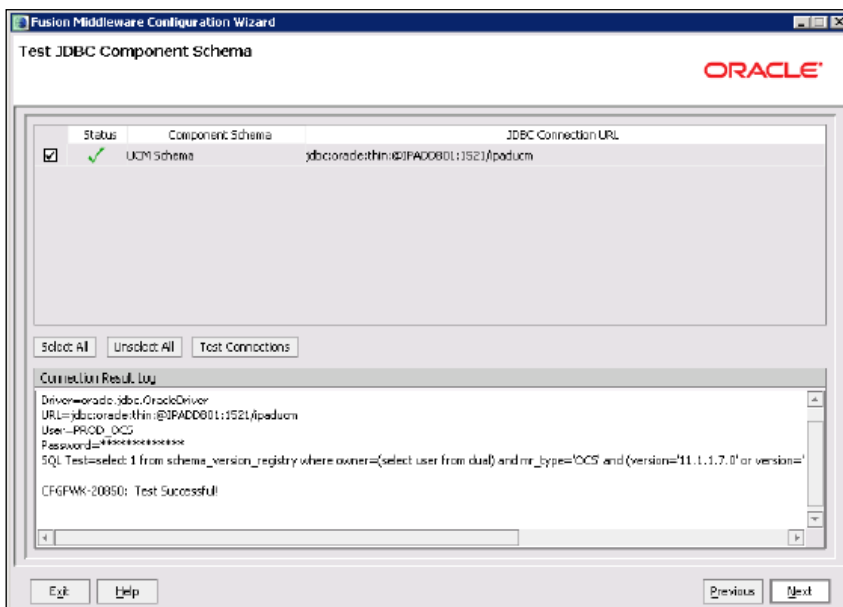 Fusion Middleware Configuration Wizard
Test JDBC Component Schema
ORACLE
Status Component Schema JDBC Connection URL
UCM Schema jdbc:oracle:thin:@IPADDB01:1521/ipaducm
Select All Unselect All Test Connections
Connection Result Log
Driver=oracle.jdbc.OracleDriver
URL=jdbc:oracle:thin:@IPADDB01:1521/ipaducm
User=PROD_OCS
Password=**************
SQL Test=select 1 from schema_version_registry where owner=(select user from dual) and mr_type='OCS' and (version='11.1.1.7.0' or version='
CFGFWK-20850: Test Successful!
Exit Help Previous Next